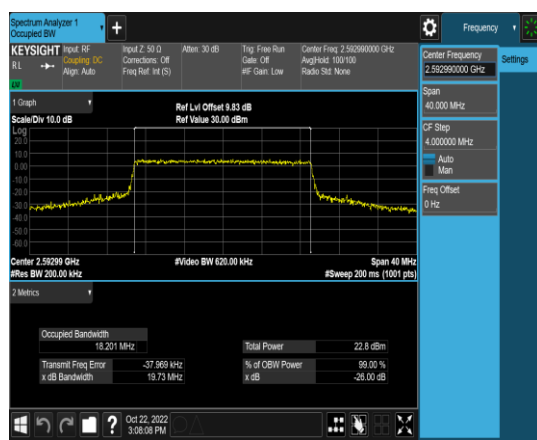 Spectrum Analyzer 1
Occupied BW
Frequency
KEYSIGHT
RL
Input: RF
Coupling: DC
Align: Auto
Input Z: 50 Ω
Corrections: Off
Freq Ref: Int (S)
Atten: 30 dB
Trig: Free Run
Gate: Off
#IF Gain: Low
Center Freq: 2.592990000 GHz
Avg|Hold: 100/100
Radio Std: None
Center Frequency
2.592990000 GHz
Settings
Span
40.000 MHz
CF Step
4.000000 MHz
Auto
Man
Freq Offset
0 Hz
1 Graph
Scale/Div 10.0 dB
Ref Lvl Offset 9.83 dB
Ref Value 30.00 dBm
Log
20.0
10.0
0.00
-10.0
-20.0
-30.0
-40.0
-50.0
-60.0
Center 2.59299 GHz
#Video BW 620.00 kHz
Span 40 MHz
#Res BW 200.00 kHz
#Sweep 200 ms (1001 pts)
2 Metrics
Occupied Bandwidth
18.201 MHz
Total Power 22.8 dBm
Transmit Freq Error -37.969 kHz
% of OBW Power 99.00 %
x dB Bandwidth 19.73 MHz
x dB -26.00 dB
Oct 22, 2022
3:08:08 PM